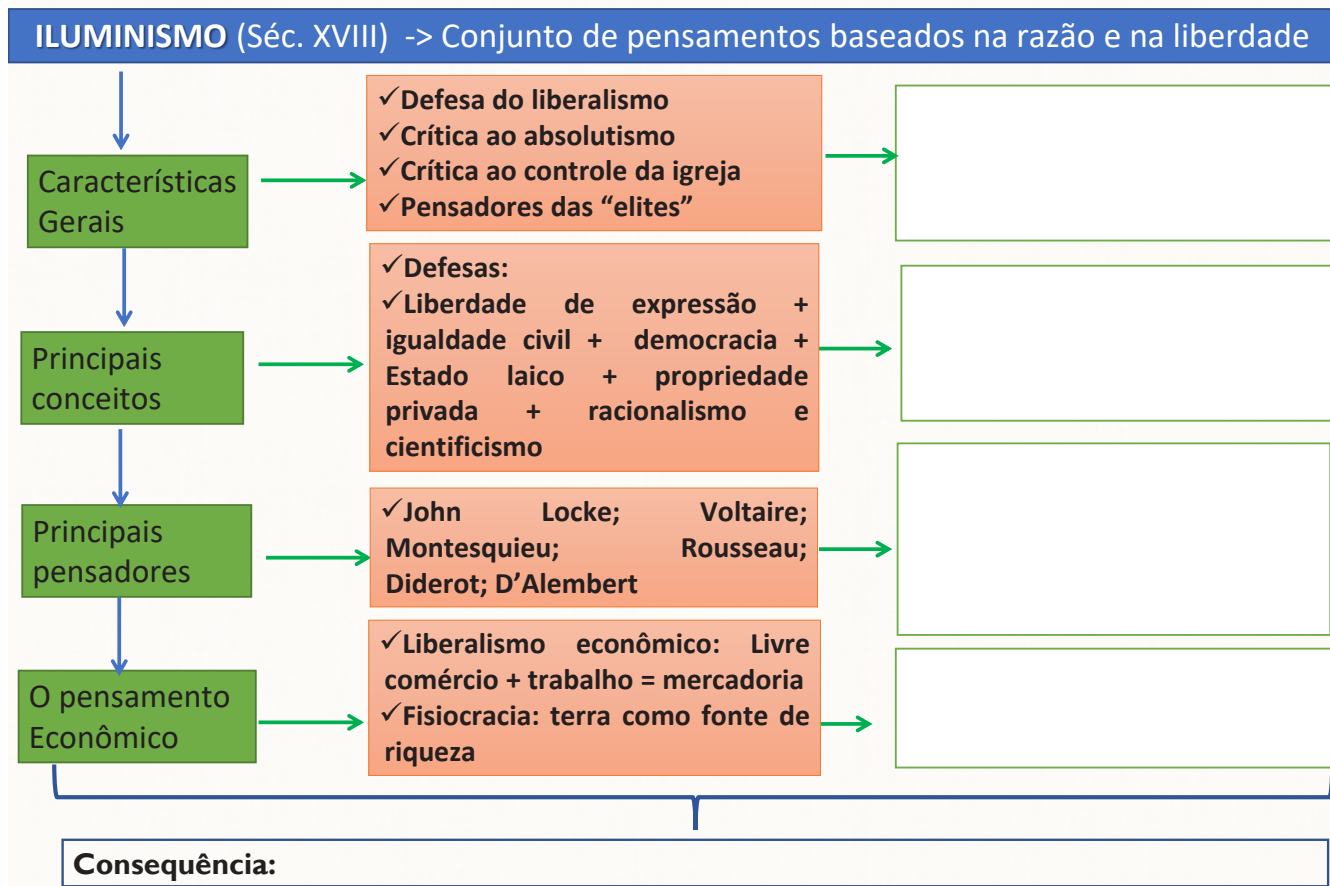 ILUMINISMO (Séc. XVIII) -> Conjunto de pensamentos baseados na razão e na liberdade
Características
Gerais
✓Defesa do liberalismo
✓Crítica ao absolutismo
✓Crítica ao controle da igreja
✓Pensadores das “elites”
Principais
conceitos
✓Defesas:
✓Liberdade de expressão +
igualdade civil + democracia +
Estado laico + propriedade
privada + racionalismo e
cientificismo
Principais
pensadores
✓John Locke; Voltaire;
Montesquieu; Rousseau;
Diderot; D’Alembert
O pensamento
Econômico
✓Liberalismo econômico: Livre
comércio + trabalho = mercadoria
✓Fisiocracia: terra como fonte de
riqueza
Consequência: